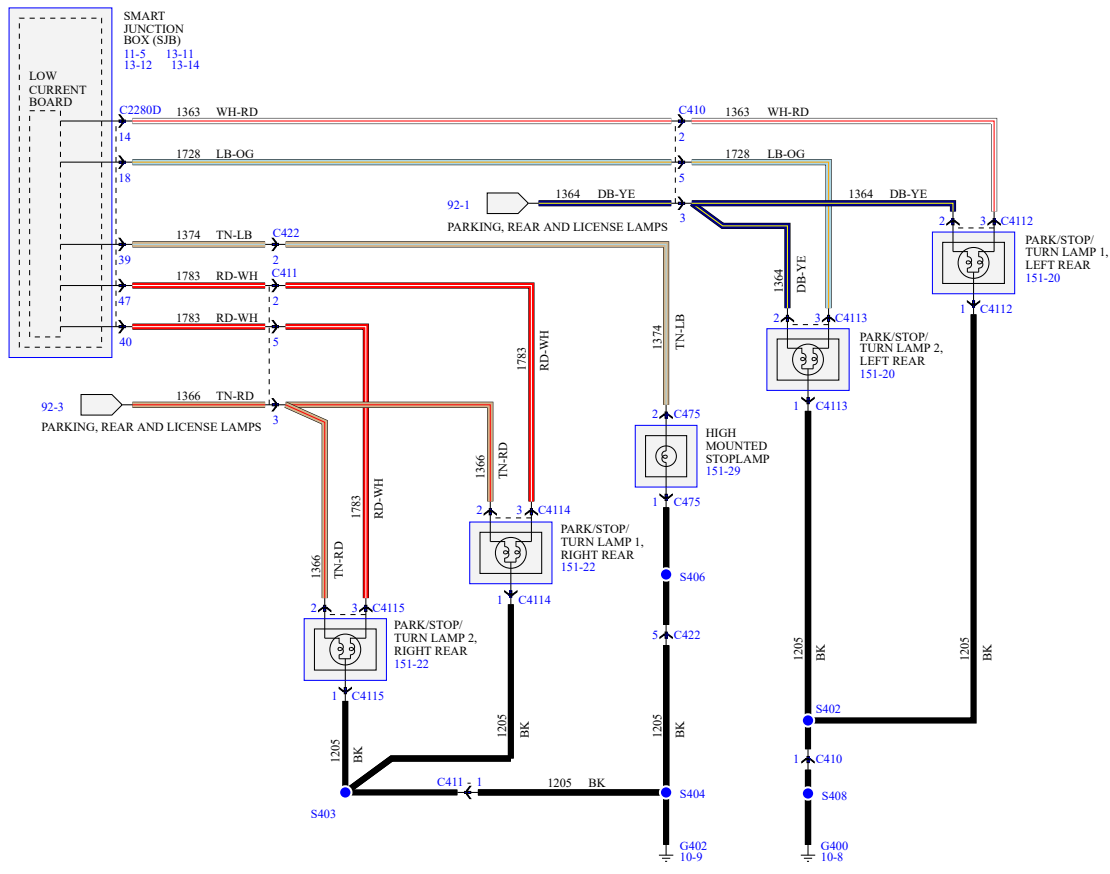 SMART
JUNCTION
BOX (SJB)
11-5 13-11
13-12 13-14
LOW
CURRENT
BOARD
C2280D
1363 WH-RD
C410
1363 WH-RD
14
2
1728 LB-OG
1728 LB-OG
18
5
92-1
1364 DB-YE
1364 DB-YE
3
PARKING, REAR AND LICENSE LAMPS
2
3 C4112
1374 TN-LB
C422
39
2
PARK/STOP/
TURN LAMP 1,
LEFT REAR
151-20
1783 RD-WH
C411
47
2
1364
DB-YE
1 C4112
1783 RD-WH
40
5
2
3 C4113
1783
RD-WH
1374
TN-LB
PARK/STOP/
TURN LAMP 2,
LEFT REAR
151-20
92-3
1366 TN-RD
3
PARKING, REAR AND LICENSE LAMPS
1 C4113
2 C475
HIGH
MOUNTED
STOPLAMP
151-29
1366
TN-RD
1783
RD-WH
1 C475
2
3 C4114
PARK/STOP/
TURN LAMP 1,
RIGHT REAR
151-22
1366
TN-RD
S406
1 C4114
2
3 C4115
PARK/STOP/
TURN LAMP 2,
RIGHT REAR
151-22
5 C422
1205
BK
1205
BK
1 C4115
1205
BK
1205
BK
1205
BK
S402
1 C410
C411 - 1
1205 BK
S403
S404
S408
G402
10-9
G400
10-8